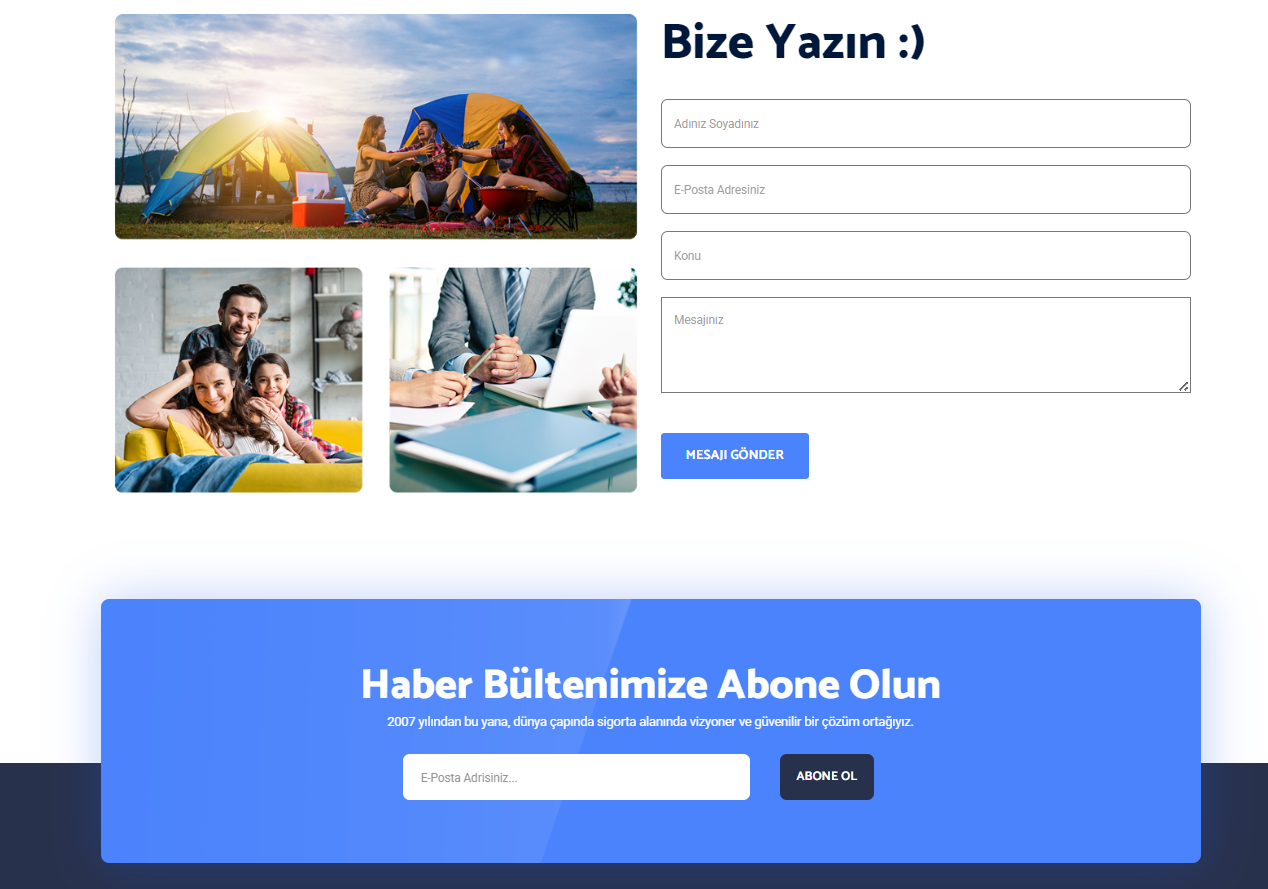 Bize Yazın :)
Adınız Soyadınız
E-Posta Adresiniz
Konu
Mesajınız
MESAJI GÖNDER
Haber Bültenimize Abone Olun
2007 yılından bu yana, dünya çapında sigorta alanında vizyoner ve güvenilir bir çözüm ortağıyız.
E-Posta Adrisiniz...
ABONE OL